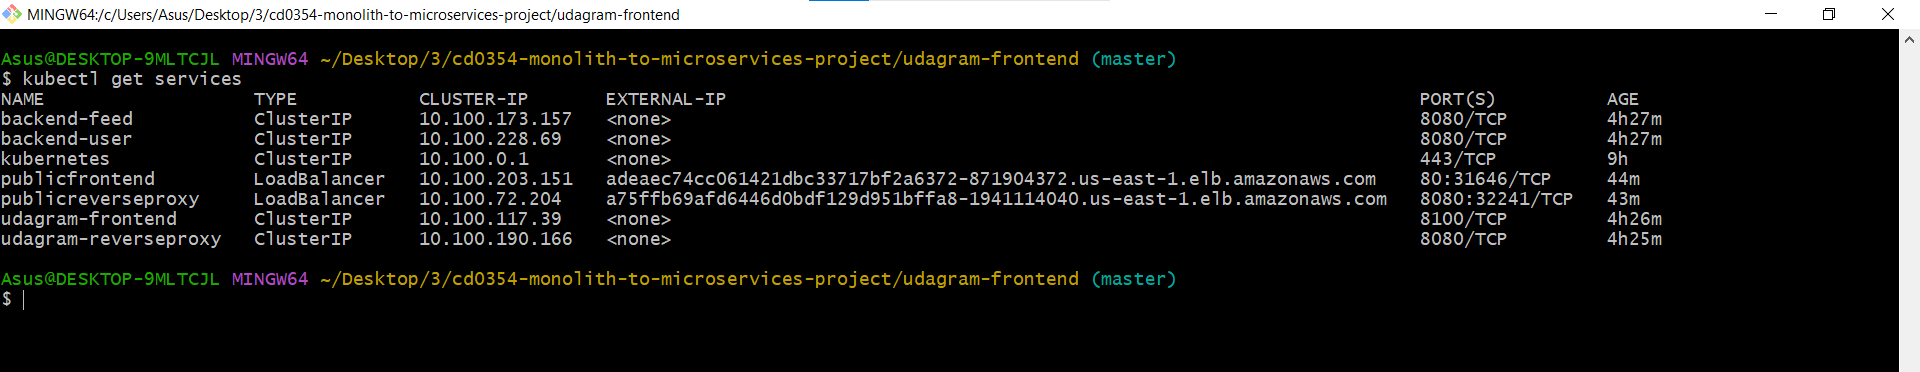 MINGW64:/c/Users/Asus/Desktop/3/cd0354-monolith-to-microservices-project/udagram-frontend
Asus@DESKTOP-9MLTCJL MINGW64 ~/Desktop/3/cd0354-monolith-to-microservices-project/udagram-frontend (master)
$ kubectl get services
NAME TYPE CLUSTER-IP EXTERNAL-IP PORT(S) AGE
backend-feed ClusterIP 10.100.173.157 <none> 8080/TCP 4h27m
backend-user ClusterIP 10.100.228.69 <none> 8080/TCP 4h27m
kubernetes ClusterIP 10.100.0.1 <none> 443/TCP 9h
publicfrontend LoadBalancer 10.100.203.151 adeaec74cc061421dbc33717bf2a6372-871904372.us-east-1.elb.amazonaws.com 80:31646/TCP 44m
publicreverseproxy LoadBalancer 10.100.72.204 a75ffb69afd6446d0bdf129d951bffa8-1941114040.us-east-1.elb.amazonaws.com 8080:32241/TCP 43m
udagram-frontend ClusterIP 10.100.117.39 <none> 8100/TCP 4h26m
udagram-reverseproxy ClusterIP 10.100.190.166 <none> 8080/TCP 4h25m
Asus@DESKTOP-9MLTCJL MINGW64 ~/Desktop/3/cd0354-monolith-to-microservices-project/udagram-frontend (master)
$